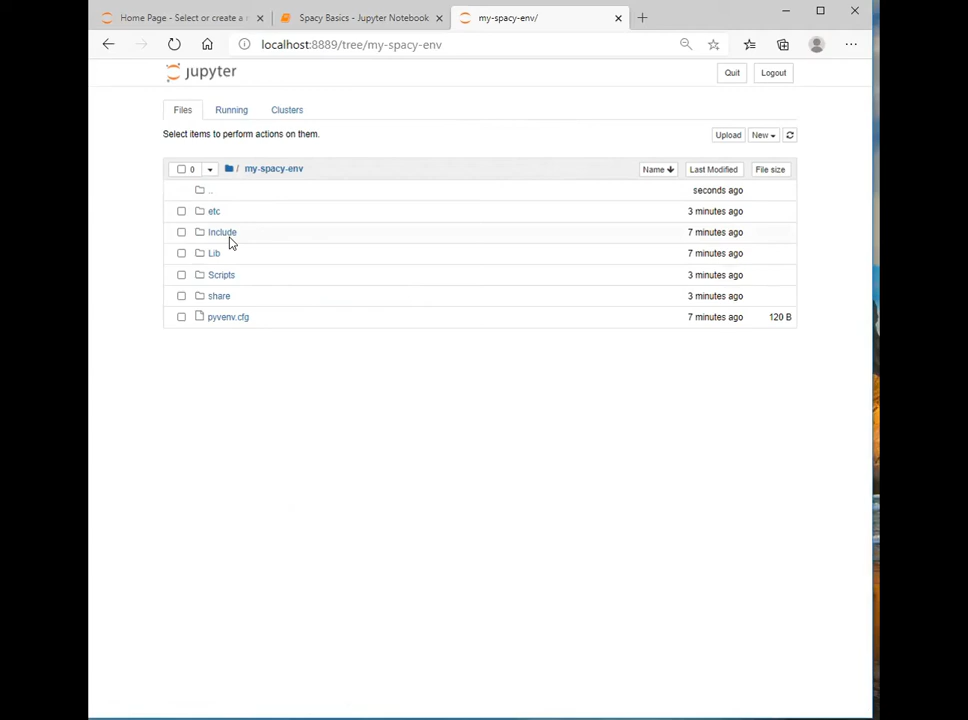 Home Page - Select or create a
Spacy Basics - Jupyter Notebook
my-spacy-env/
localhost:8889/tree/my-spacy-env
jupyter
Quit
Logout
Files
Running
Clusters
Select items to perform actions on them.
Upload
New
0
/ my-spacy-env
Name
Last Modified
File size
..
seconds ago
etc
3 minutes ago
Include
7 minutes ago
Lib
7 minutes ago
Scripts
3 minutes ago
share
3 minutes ago
pyvenv.cfg
7 minutes ago
120 B